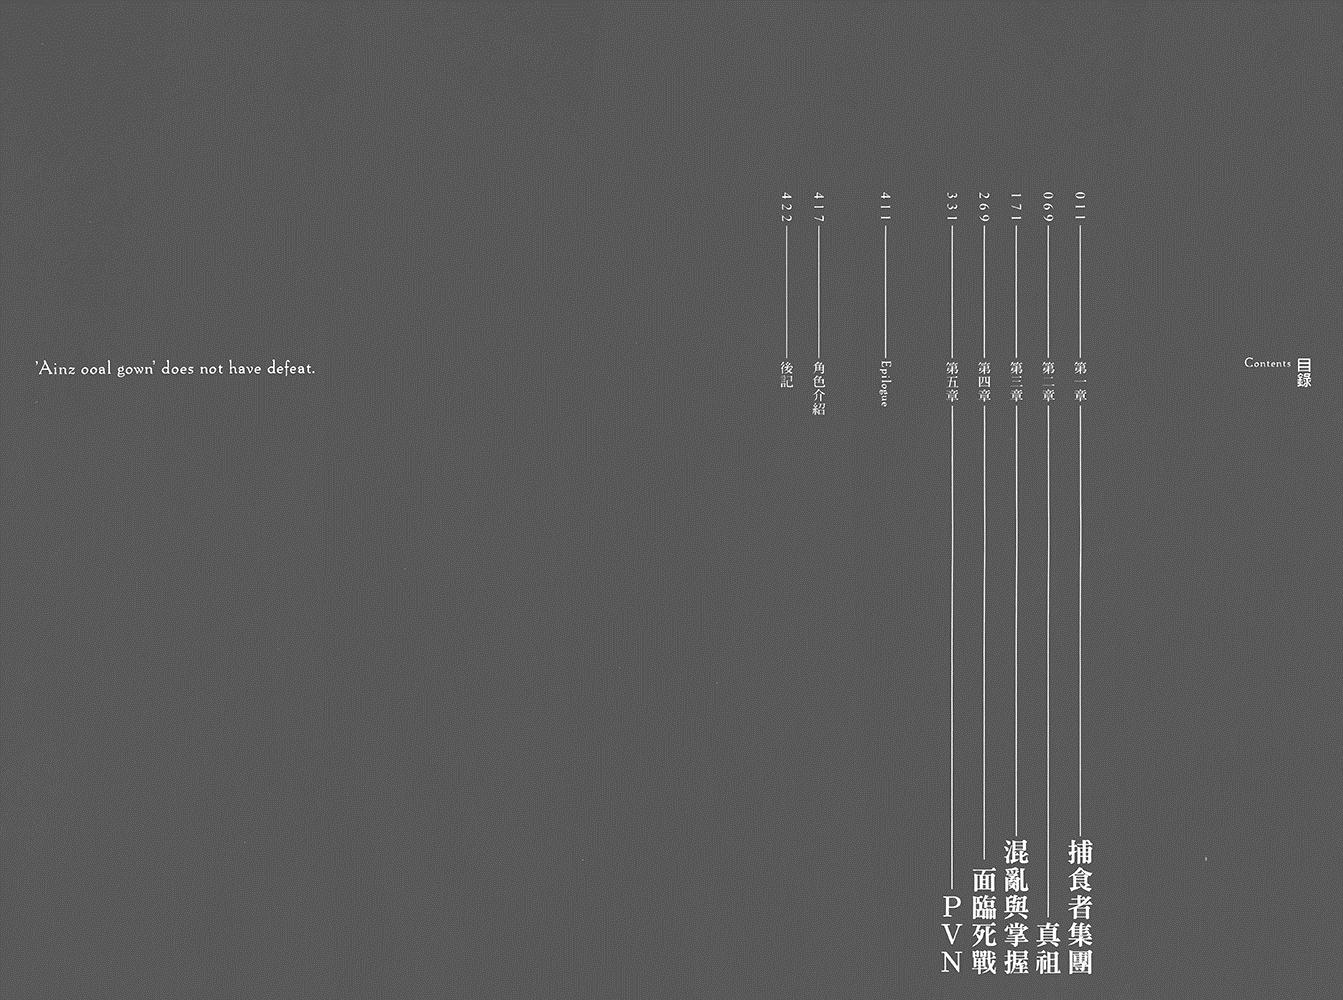 目錄
Contents
011 第一章 捕食者集團
069 第二章 真祖
171 第三章 混亂與掌握
269 第四章 面臨死戰
331 第五章 PVN
411 Epilogue
417 角色介紹
422 後記
'Ainz ooal gown' does not have defeat.